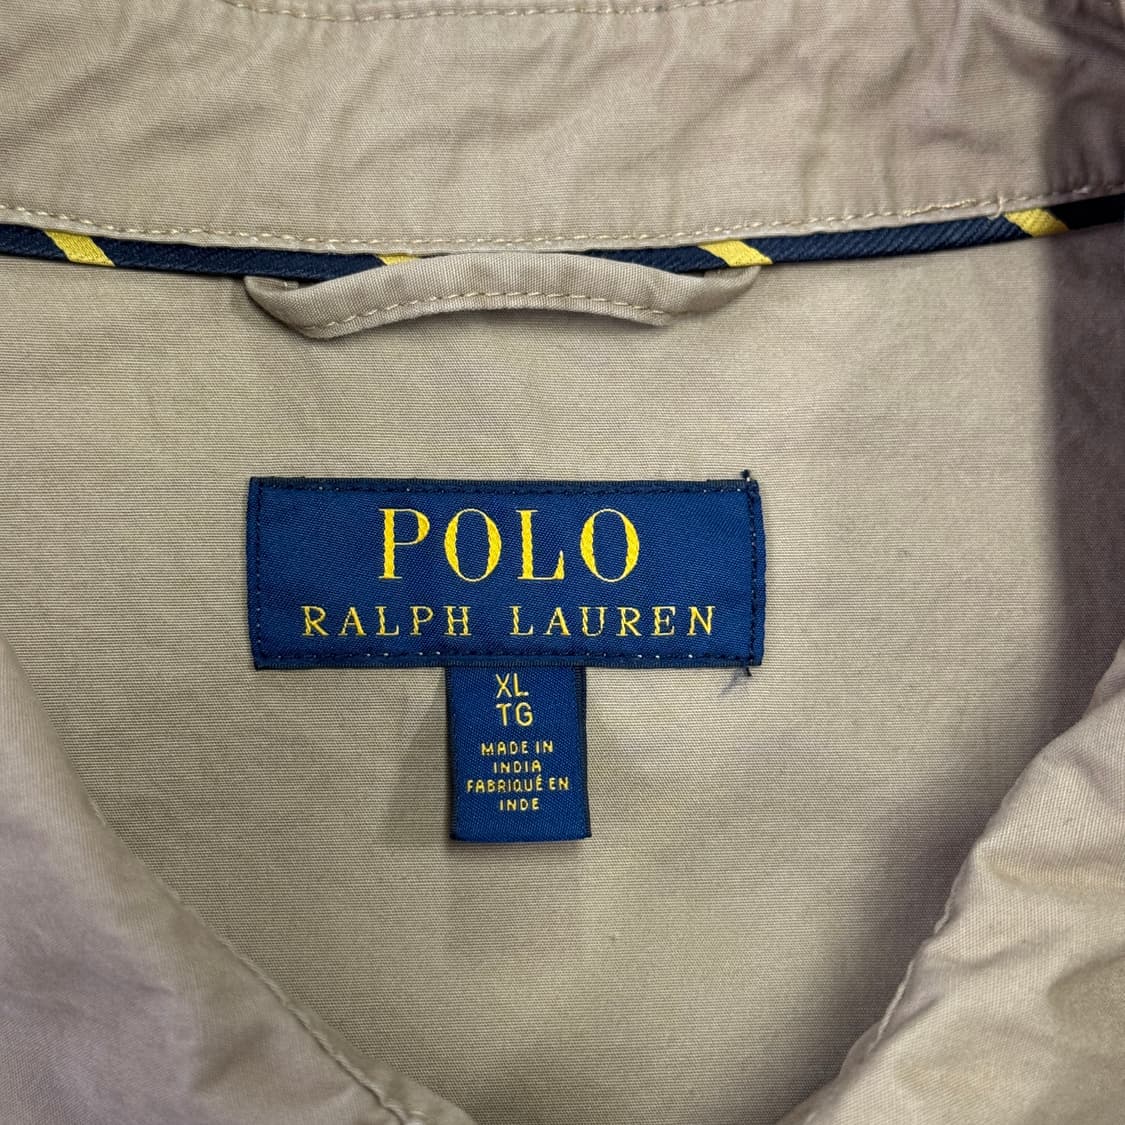 POLO
RALPH LAUREN
XL
TG
MADE IN
INDIA
FABRIQUÉ EN
INDE